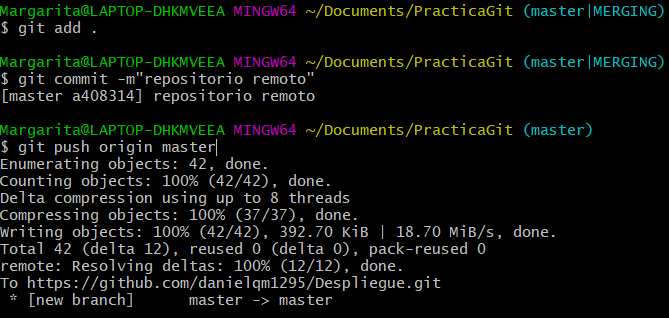 Margarita@LAPTOP-DHKMVEEA MINGW64 ~/Documents/PracticaGit (master|MERGING)
$ git add .
Margarita@LAPTOP-DHKMVEEA MINGW64 ~/Documents/PracticaGit (master|MERGING)
$ git commit -m"repositorio remoto"
[master a408314] repositorio remoto
Margarita@LAPTOP-DHKMVEEA MINGW64 ~/Documents/PracticaGit (master)
$ git push origin master
Enumerating objects: 42, done.
Counting objects: 100% (42/42), done.
Delta compression using up to 8 threads
Compressing objects: 100% (37/37), done.
Writing objects: 100% (42/42), 392.70 KiB | 18.70 MiB/s, done.
Total 42 (delta 12), reused 0 (delta 0), pack-reused 0
remote: Resolving deltas: 100% (12/12), done.
To https://github.com/danielqm1295/Despliegue.git
 * [new branch]      master -> master